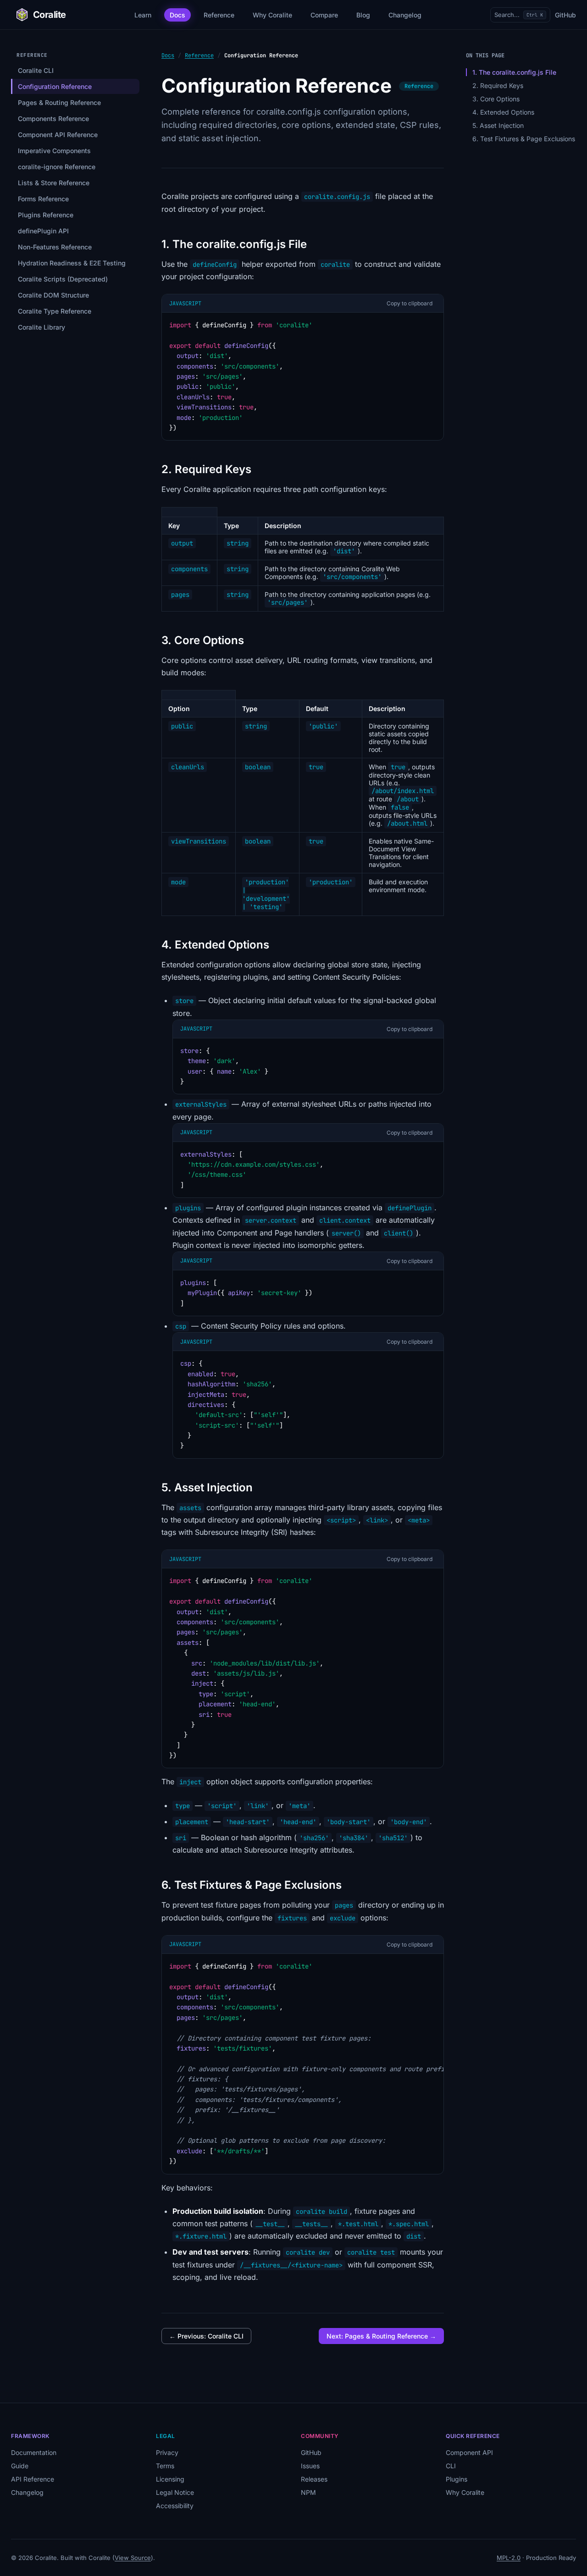 Coralite
Learn
Docs
Reference
Why Coralite
Compare
Blog
Changelog
Search...
Ctrl K
GitHub
REFERENCE
Coralite CLI
Configuration Reference
Pages & Routing Reference
Components Reference
Component API Reference
Imperative Components
coralite-ignore Reference
Lists & Store Reference
Forms Reference
Plugins Reference
definePlugin API
Non-Features Reference
Hydration Readiness & E2E Testing
Coralite Scripts (Deprecated)
Coralite DOM Structure
Coralite Type Reference
Coralite Library
Docs / Reference / Configuration Reference
Configuration Reference
Reference
Complete reference for coralite.config.js configuration options,
including required directories, core options, extended state, CSP rules,
and static asset injection.
Coralite projects are configured using a coralite.config.js file placed at the
root directory of your project.
1. The coralite.config.js File
Use the defineConfig helper exported from coralite to construct and validate
your project configuration:
JAVASCRIPT
Copy to clipboard
import { defineConfig } from 'coralite'
export default defineConfig({
output: 'dist',
components: 'src/components',
pages: 'src/pages',
public: 'public',
cleanUrls: true,
viewTransitions: true,
mode: 'production'
})
2. Required Keys
Every Coralite application requires three path configuration keys:
Key Type Description
output string Path to the destination directory where compiled static
files are emitted (e.g. 'dist' ).
components string Path to the directory containing Coralite Web
Components (e.g. 'src/components' ).
pages string Path to the directory containing application pages (e.g.
'src/pages' ).
3. Core Options
Core options control asset delivery, URL routing formats, view transitions, and
build modes:
Option Type Default Description
public string 'public' Directory containing
static assets copied
directly to the build
root.
cleanUrls boolean true When true , outputs
directory-style clean
URLs (e.g.
/about/index.html
at route /about ).
When false ,
outputs file-style URLs
(e.g. /about.html ).
viewTransitions boolean true Enables native Same-
Document View
Transitions for client
navigation.
mode 'production' 'production' Build and execution
| environment mode.
'development'
| 'testing'
4. Extended Options
Extended configuration options allow declaring global store state, injecting
stylesheets, registering plugins, and setting Content Security Policies:
• store — Object declaring initial default values for the signal-backed global
store.
JAVASCRIPT
Copy to clipboard
store: {
theme: 'dark',
user: { name: 'Alex' }
}
• externalStyles — Array of external stylesheet URLs or paths injected into
every page.
JAVASCRIPT
Copy to clipboard
externalStyles: [
'https://cdn.example.com/styles.css',
'/css/theme.css'
]
• plugins — Array of configured plugin instances created via definePlugin .
Contexts defined in server.context and client.context are automatically
injected into Component and Page handlers ( server() and client() ).
Plugin context is never injected into isomorphic getters.
JAVASCRIPT
Copy to clipboard
plugins: [
myPlugin({ apiKey: 'secret-key' })
]
• csp — Content Security Policy rules and options.
JAVASCRIPT
Copy to clipboard
csp: {
enabled: true,
hashAlgorithm: 'sha256',
injectMeta: true,
directives: {
'default-src': ["'self'"],
'script-src': ["'self'"]
}
}
5. Asset Injection
The assets configuration array manages third-party library assets, copying files
to the output directory and optionally injecting <script> , <link> , or <meta>
tags with Subresource Integrity (SRI) hashes:
JAVASCRIPT
Copy to clipboard
import { defineConfig } from 'coralite'
export default defineConfig({
output: 'dist',
components: 'src/components',
pages: 'src/pages',
assets: [
{
src: 'node_modules/lib/dist/lib.js',
dest: 'assets/js/lib.js',
inject: {
type: 'script',
placement: 'head-end',
sri: true
}
}
]
})
The inject option object supports configuration properties:
• type — 'script' , 'link' , or 'meta' .
• placement — 'head-start' , 'head-end' , 'body-start' , or 'body-end' .
• sri — Boolean or hash algorithm ( 'sha256' , 'sha384' , 'sha512' ) to
calculate and attach Subresource Integrity attributes.
6. Test Fixtures & Page Exclusions
To prevent test fixture pages from polluting your pages directory or ending up in
production builds, configure the fixtures and exclude options:
JAVASCRIPT
Copy to clipboard
import { defineConfig } from 'coralite'
export default defineConfig({
output: 'dist',
components: 'src/components',
pages: 'src/pages',
// Directory containing component test fixture pages:
fixtures: 'tests/fixtures',
// Or advanced configuration with fixture-only components and route prefi
// fixtures: {
// pages: 'tests/fixtures/pages',
// components: 'tests/fixtures/components',
// prefix: '/__fixtures__'
// },
// Optional glob patterns to exclude from page discovery:
exclude: ['**/drafts/**']
})
Key behaviors:
• Production build isolation: During coralite build , fixture pages and
common test patterns ( __test__ , __tests__ , *.test.html , *.spec.html ,
*.fixture.html ) are automatically excluded and never emitted to dist .
• Dev and test servers: Running coralite dev or coralite test mounts your
test fixtures under /__fixtures__/<fixture-name> with full component SSR,
scoping, and live reload.
← Previous: Coralite CLI
Next: Pages & Routing Reference →
ON THIS PAGE
1. The coralite.config.js File
2. Required Keys
3. Core Options
4. Extended Options
5. Asset Injection
6. Test Fixtures & Page Exclusions
FRAMEWORK
Documentation
Guide
API Reference
Changelog
LEGAL
Privacy
Terms
Licensing
Legal Notice
Accessibility
COMMUNITY
GitHub
Issues
Releases
NPM
QUICK REFERENCE
Component API
CLI
Plugins
Why Coralite
© 2026 Coralite. Built with Coralite (View Source).
MPL-2.0 · Production Ready